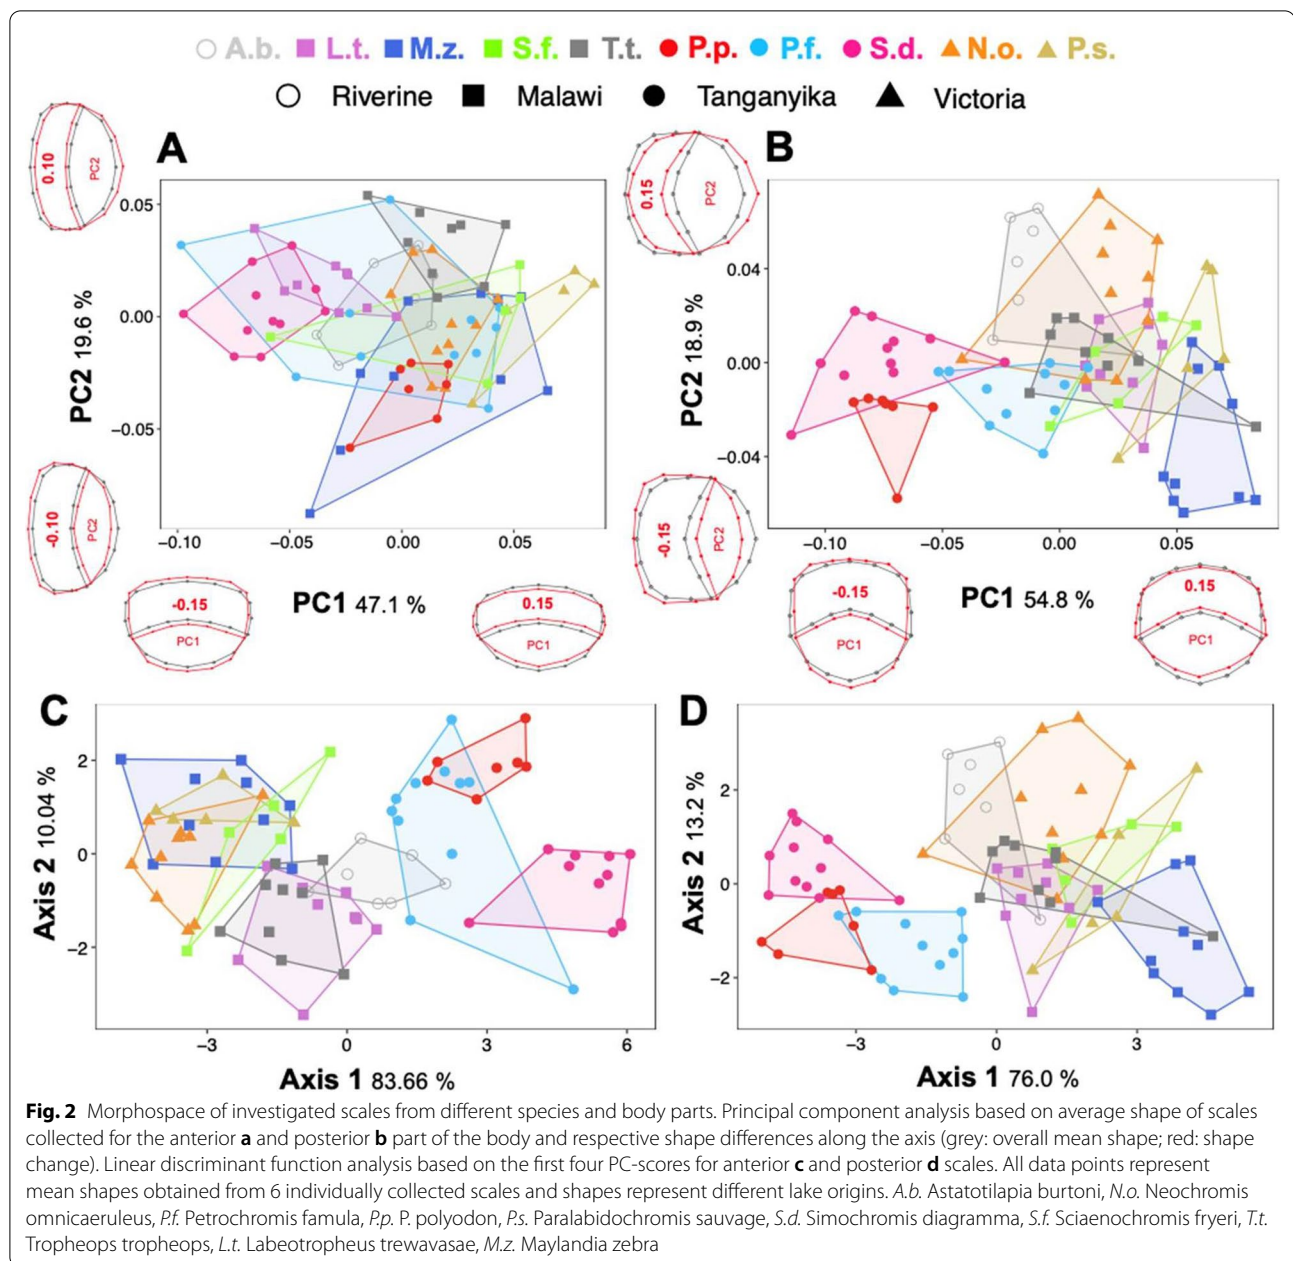 A.b. L.t. M.z. S.f. T.t. P.p. P.f. S.d. N.o. P.s.
Riverine Malawi Tanganyika Victoria
A
0.10
PC2
0.05
0.00
−0.05
PC2 19.6 %
-0.10
PC2
-0.10 -0.05 0.00 0.05
PC1 47.1 %
-0.15
PC1
0.15
PC1
B
0.15
PC2
0.04
0.00
−0.04
PC2 18.9 %
-0.15
PC2
-0.10 -0.05 0.00 0.05
PC1 54.8 %
-0.15
PC1
0.15
PC1
C
2
0
−2
Axis 2 10.04 %
−3 0 3 6
Axis 1 83.66 %
D
2
0
−2
Axis 2 13.2 %
−3 0 3
Axis 1 76.0 %
Fig. 2 Morphospace of investigated scales from different species and body parts. Principal component analysis based on average shape of scales
collected for the anterior a and posterior b part of the body and respective shape differences along the axis (grey: overall mean shape; red: shape
change). Linear discriminant function analysis based on the first four PC-scores for anterior c and posterior d scales. All data points represent
mean shapes obtained from 6 individually collected scales and shapes represent different lake origins. A.b. Astatotilapia burtoni, N.o. Neochromis
omnicaeruleus, P.f. Petrochromis famula, P.p. P. polyodon, P.s. Paralabidochromis sauvage, S.d. Simochromis diagramma, S.f. Sciaenochromis fryeri, T.t.
Tropheops tropheops, L.t. Labeotropheus trewavasae, M.z. Maylandia zebra